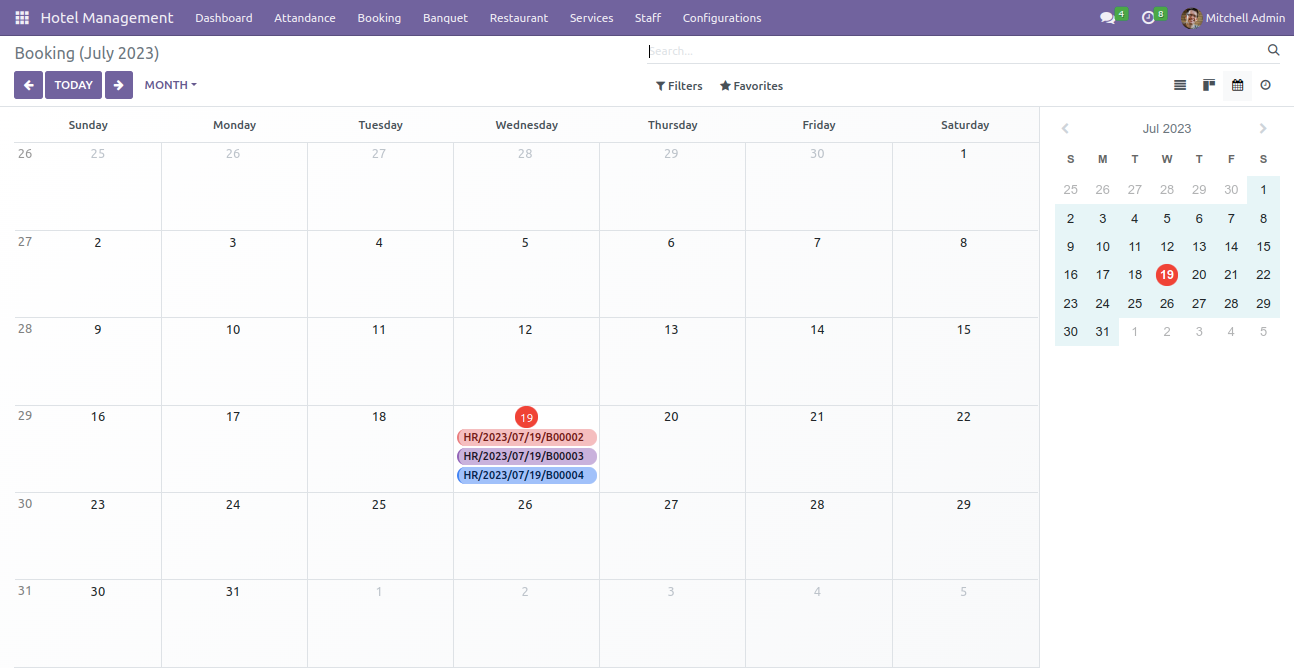 Hotel Management Dashboard Attandance Booking Banquet Restaurant Services Staff Configurations 4 8 Mitchell Admin
Booking (July 2023)
Search...
TODAY MONTH
Filters Favorites
Sunday Monday Tuesday Wednesday Thursday Friday Saturday
26 25 26 27 28 29 30 1
27 2 3 4 5 6 7 8
28 9 10 11 12 13 14 15
29 16 17 18 19 20 21 22
HR/2023/07/19/B00002
HR/2023/07/19/B00003
HR/2023/07/19/B00004
30 23 24 25 26 27 28 29
31 30 31 1 2 3 4 5
Jul 2023
S M T W T F S
25 26 27 28 29 30 1
2 3 4 5 6 7 8
9 10 11 12 13 14 15
16 17 18 19 20 21 22
23 24 25 26 27 28 29
30 31 1 2 3 4 5